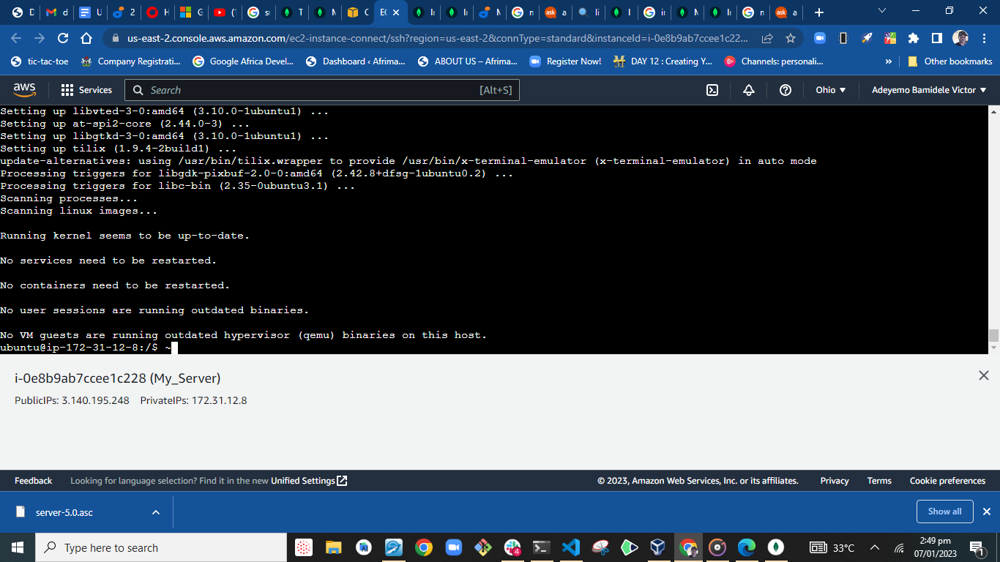 us-east-2.console.aws.amazon.com/ec2-instance-connect/ssh?region=us-east-2&connType=standard&instanceId=i-0e8b9ab7ccee1c22...
tic-tac-toe
Company Registrati...
Google Africa Devel...
Dashboard ‹ Afrima...
ABOUT US – Afrima...
Register Now!
DAY 12 : Creating Y...
Channels: personali...
»
Other bookmarks
aws
Services
Search
[Alt+S]
Ohio
Adeyemo Bamidele Victor
Setting up libvted-3-0:amd64 (3.10.0-1ubuntu1) ...
Setting up at-spi2-core (2.44.0-3) ...
Setting up libgtkd-3-0:amd64 (3.10.0-1ubuntu1) ...
Setting up tilix (1.9.4-2build1) ...
update-alternatives: using /usr/bin/tilix.wrapper to provide /usr/bin/x-terminal-emulator (x-terminal-emulator) in auto mode
Processing triggers for libgdk-pixbuf-2.0-0:amd64 (2.42.8+dfsg-1ubuntu0.2) ...
Processing triggers for libc-bin (2.35-0ubuntu3.1) ...
Scanning processes...
Scanning linux images...
Running kernel seems to be up-to-date.
No services need to be restarted.
No containers need to be restarted.
No user sessions are running outdated binaries.
No VM guests are running outdated hypervisor (qemu) binaries on this host.
ubuntu@ip-172-31-12-8:/$ ~
i-0e8b9ab7ccee1c228 (My_Server)
PublicIPs: 3.140.195.248 PrivateIPs: 172.31.12.8
Feedback
Looking for language selection? Find it in the new Unified Settings
© 2023, Amazon Web Services, Inc. or its affiliates.
Privacy
Terms
Cookie preferences
server-5.0.asc
Show all
Type here to search
4
33°C
2:49 pm
07/01/2023
1